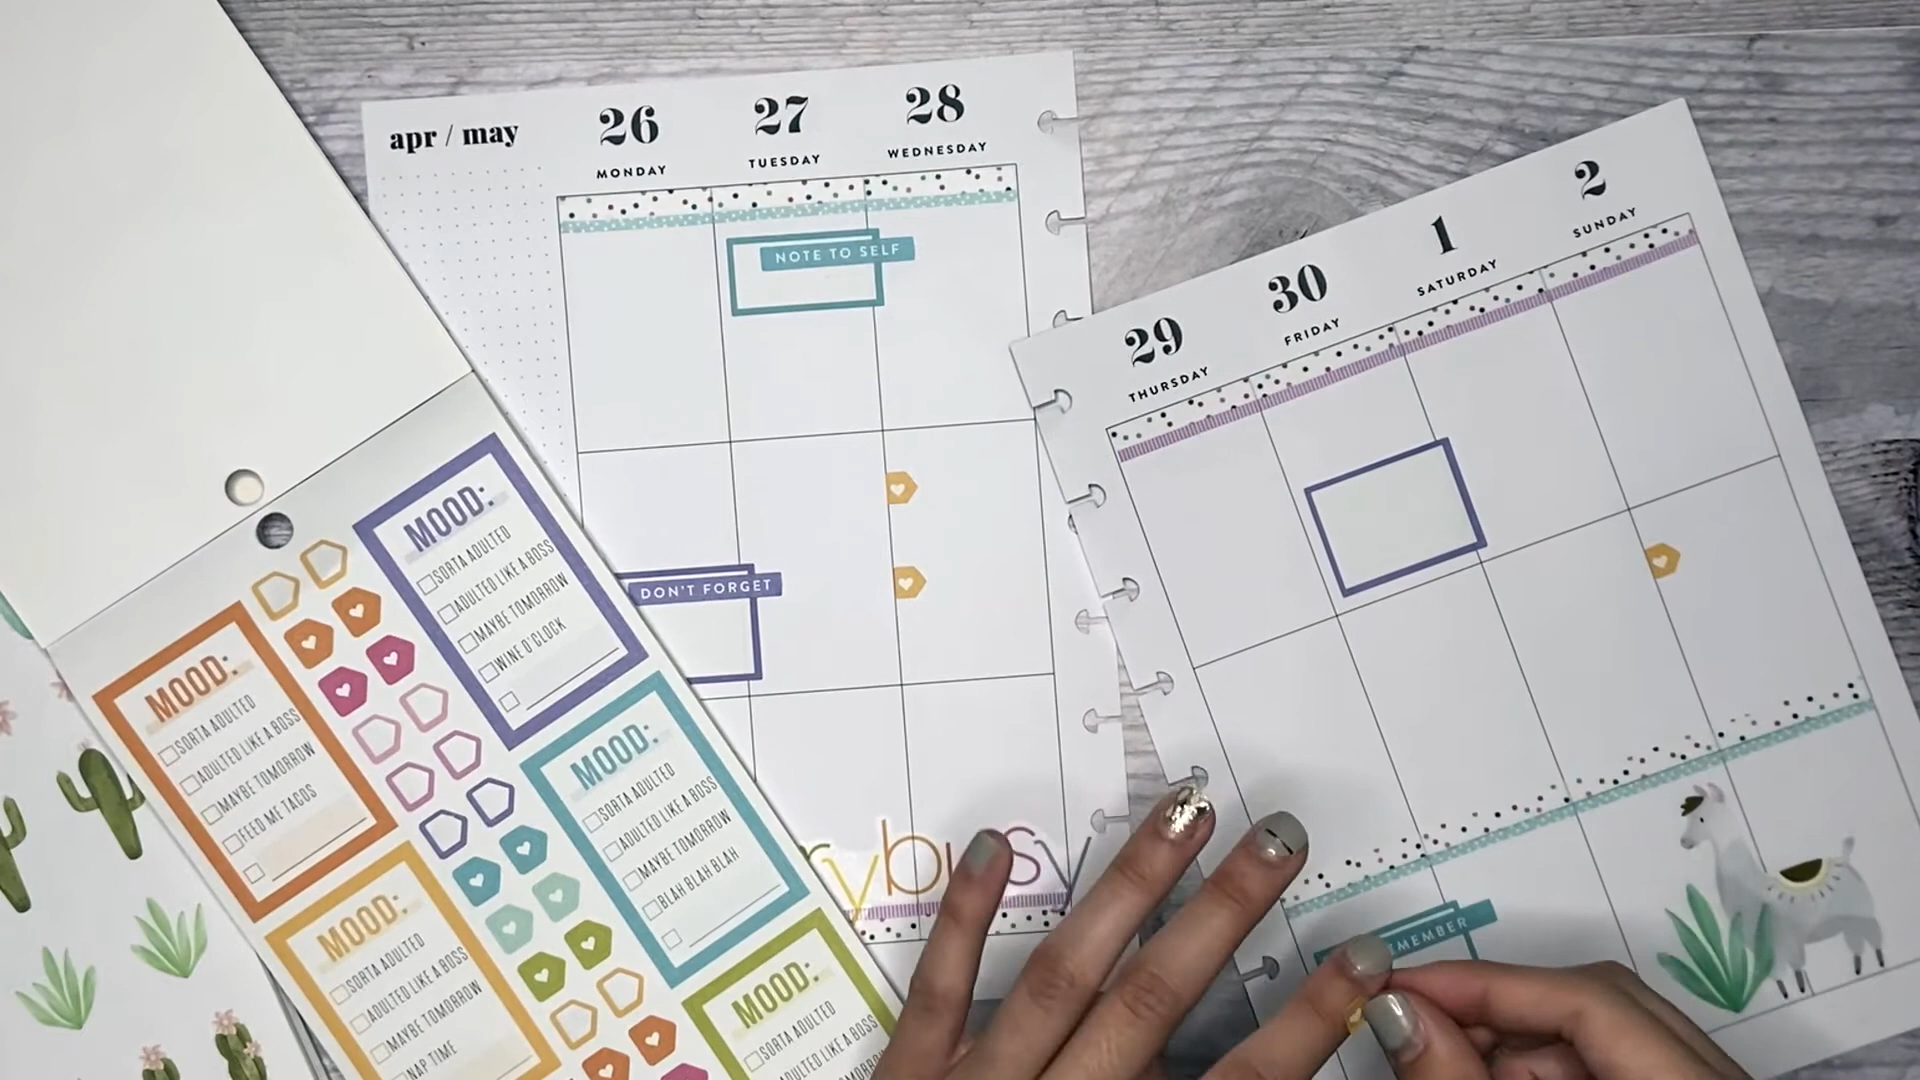 apr / may
26
MONDAY
27
TUESDAY
28
WEDNESDAY
NOTE TO SELF
DON'T FORGET
busy
29
THURSDAY
30
FRIDAY
1
SATURDAY
2
SUNDAY
MOOD:
SORTA ADULTED
ADULTED LIKE A BOSS
MAYBE TOMORROW
WINE O'CLOCK
MOOD:
SORTA ADULTED
ADULTED LIKE A BOSS
MAYBE TOMORROW
FEED ME TACOS
MOOD:
SORTA ADULTED
ADULTED LIKE A BOSS
MAYBE TOMORROW
BLAH BLAH BLAH
MOOD:
SORTA ADULTED
ADULTED LIKE A BOSS
MAYBE TOMORROW
NAP TIME
MOOD:
SORTA ADULTED
ADULTED LIKE A BOSS